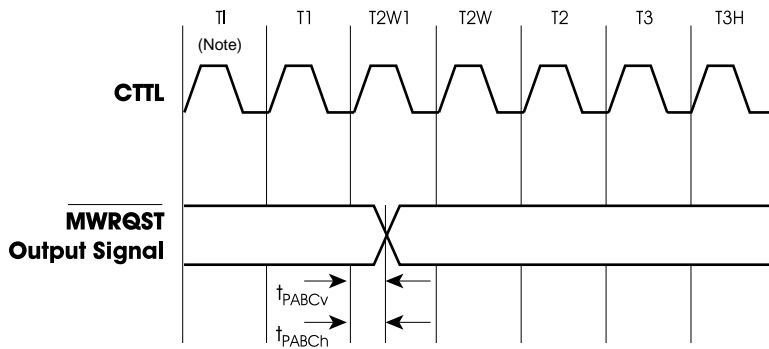 TI T1 T2W1 T2W T2 T3 T3H
(Note)
CTTL
MWRQST
Output Signal
tPABCv
tPABCh